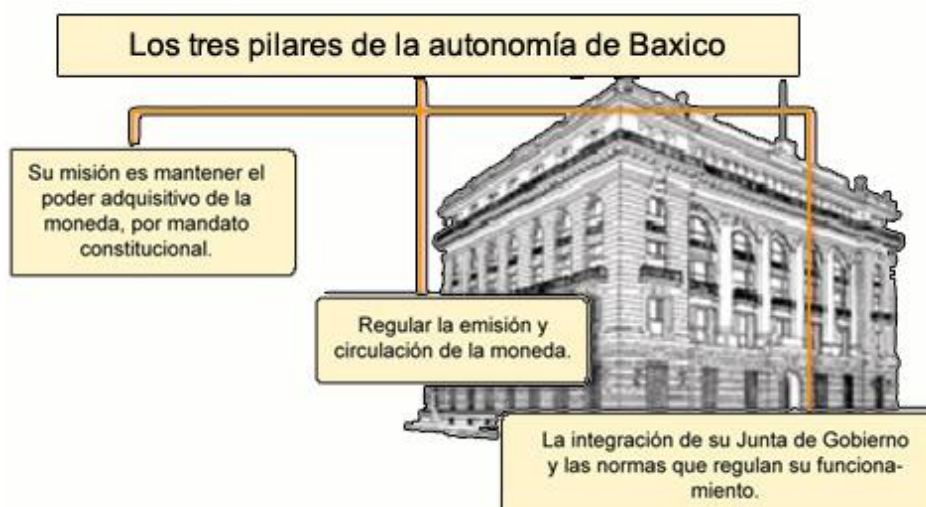 Los tres pilares de la autonomía de Baxico
Su misión es mantener el
poder adquisitivo de la
moneda, por mandato
constitucional.
Regular la emisión y
circulación de la moneda.
La integración de su Junta de Gobierno
y las normas que regulan su funciona-
miento.